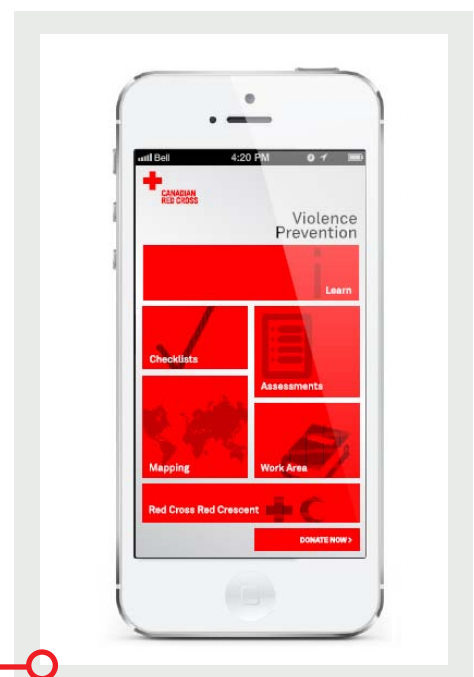 Bell 4:20 PM
CANADIAN
RED CROSS
Violence
Prevention
Learn
Checklists
Assessments
Mapping
Work Area
Red Cross Red Crescent
DONATE NOW >